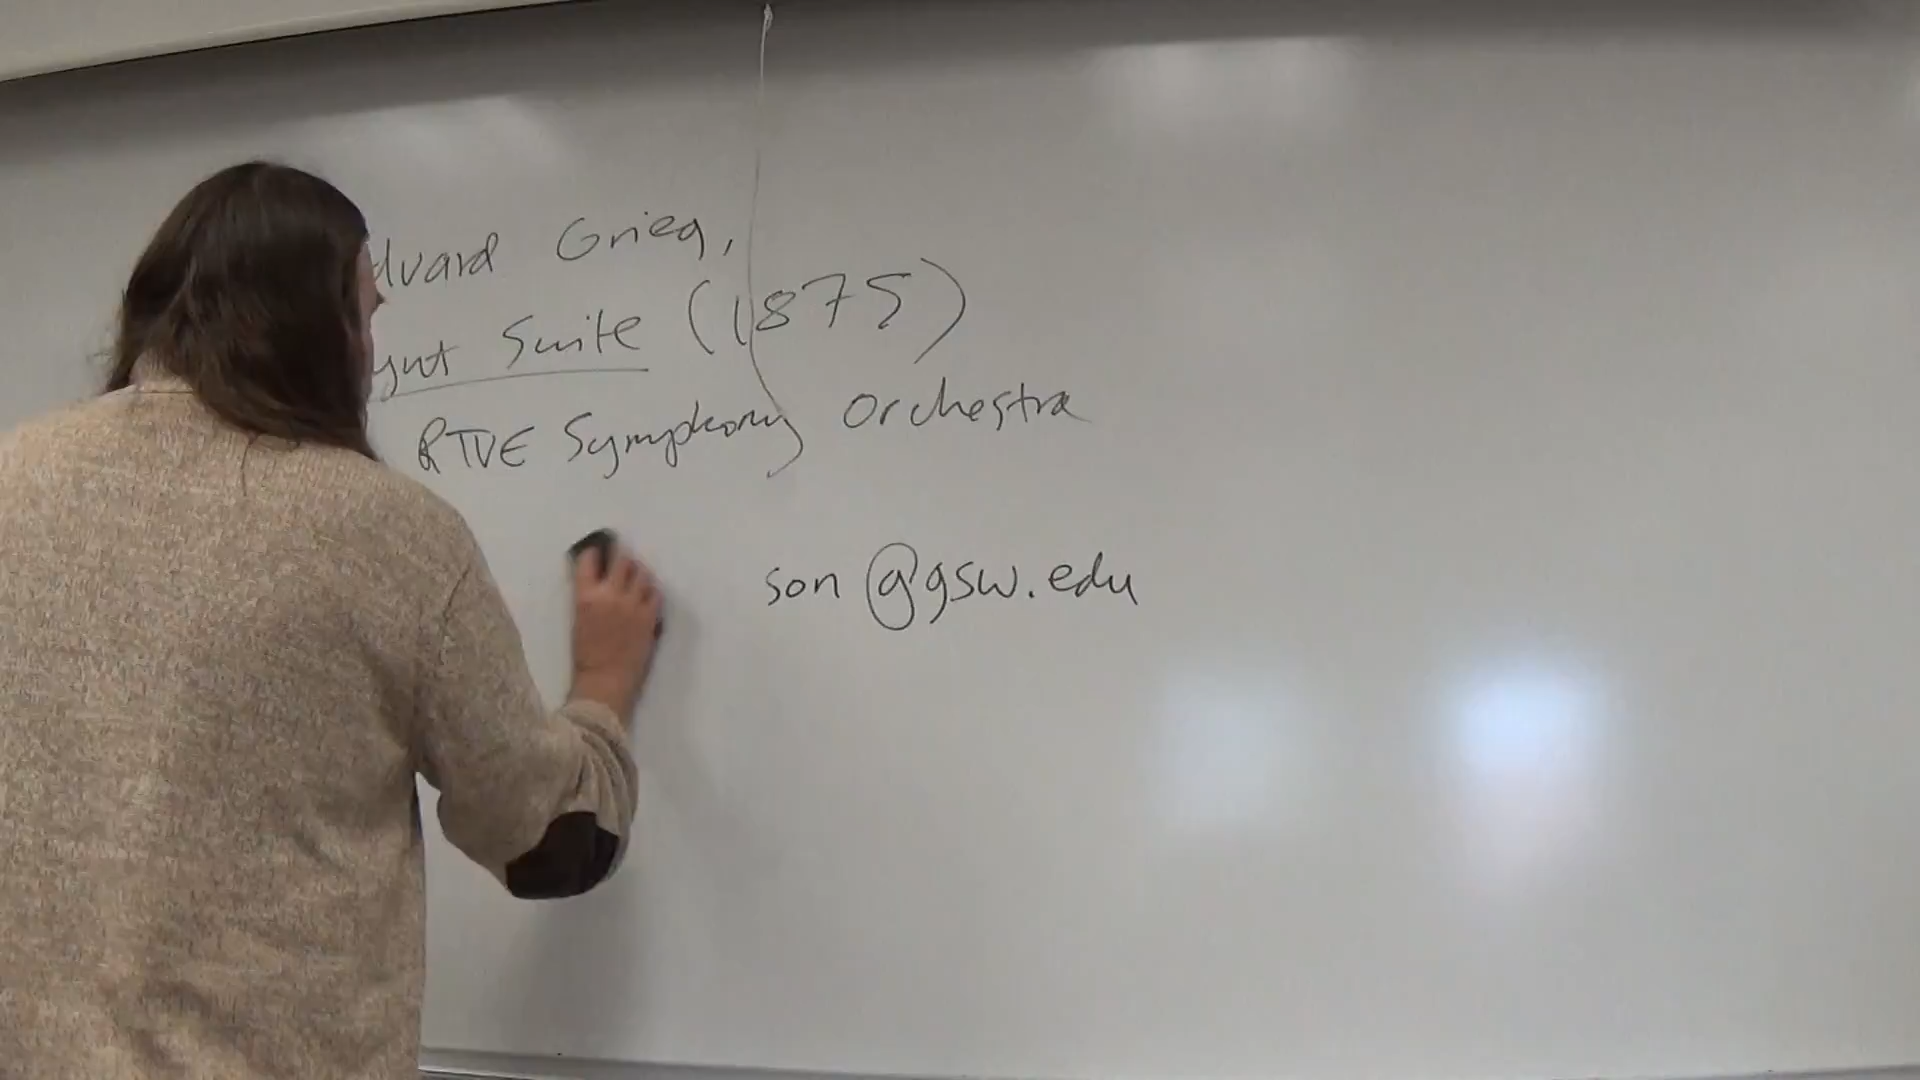 dvard Grieg,
ynt Suite (1875)
RTVE Symphony Orchestra
son@gsw.edu